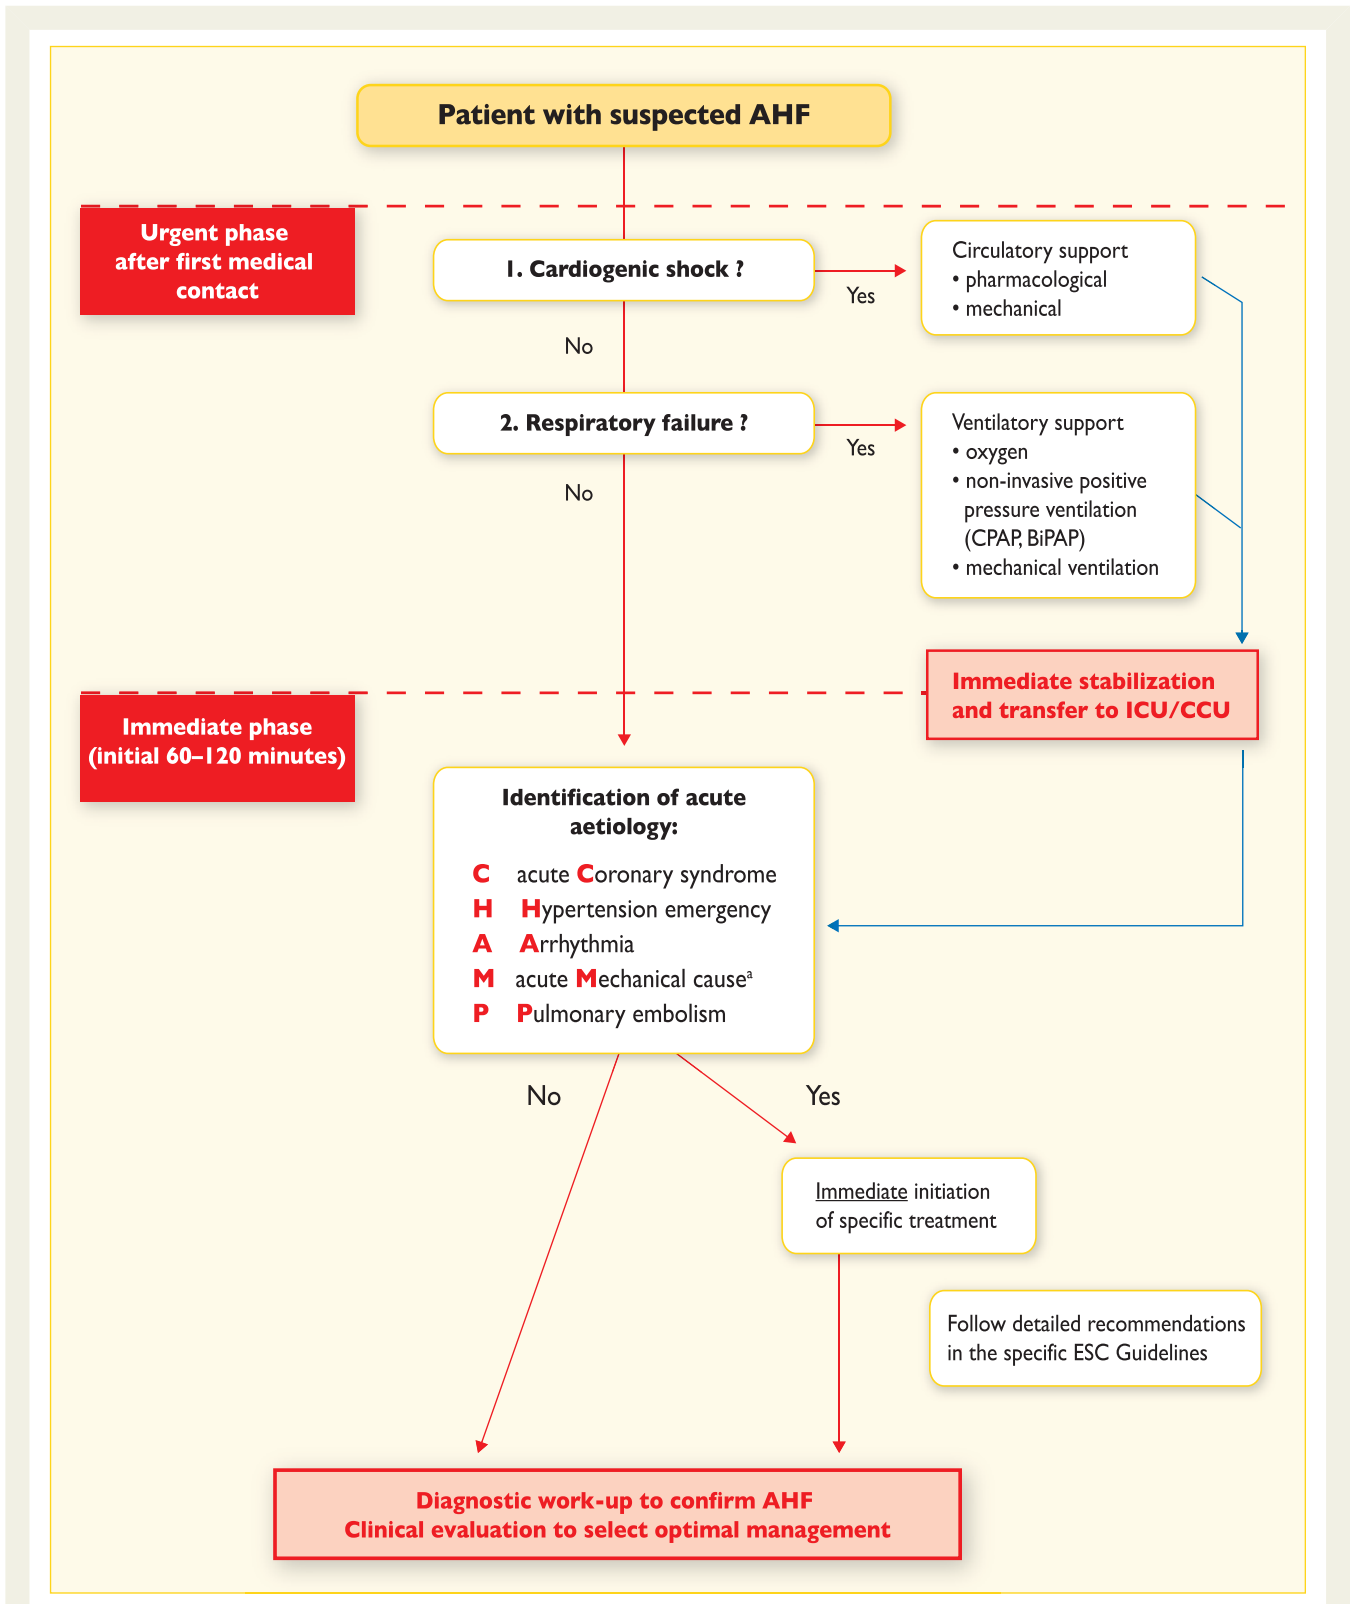 Patient with suspected AHF
Urgent phase
after first medical
contact
1. Cardiogenic shock ?
Yes
Circulatory support
• pharmacological
• mechanical
No
2. Respiratory failure ?
Yes
Ventilatory support
• oxygen
• non-invasive positive
pressure ventilation
(CPAP, BiPAP)
• mechanical ventilation
No
Immediate stabilization
and transfer to ICU/CCU
Immediate phase
(initial 60–120 minutes)
Identification of acute
aetiology:
C acute Coronary syndrome
H Hypertension emergency
A Arrhythmia
M acute Mechanical causeᵃ
P Pulmonary embolism
No
Yes
Immediate initiation
of specific treatment
Follow detailed recommendations
in the specific ESC Guidelines
Diagnostic work-up to confirm AHF
Clinical evaluation to select optimal management